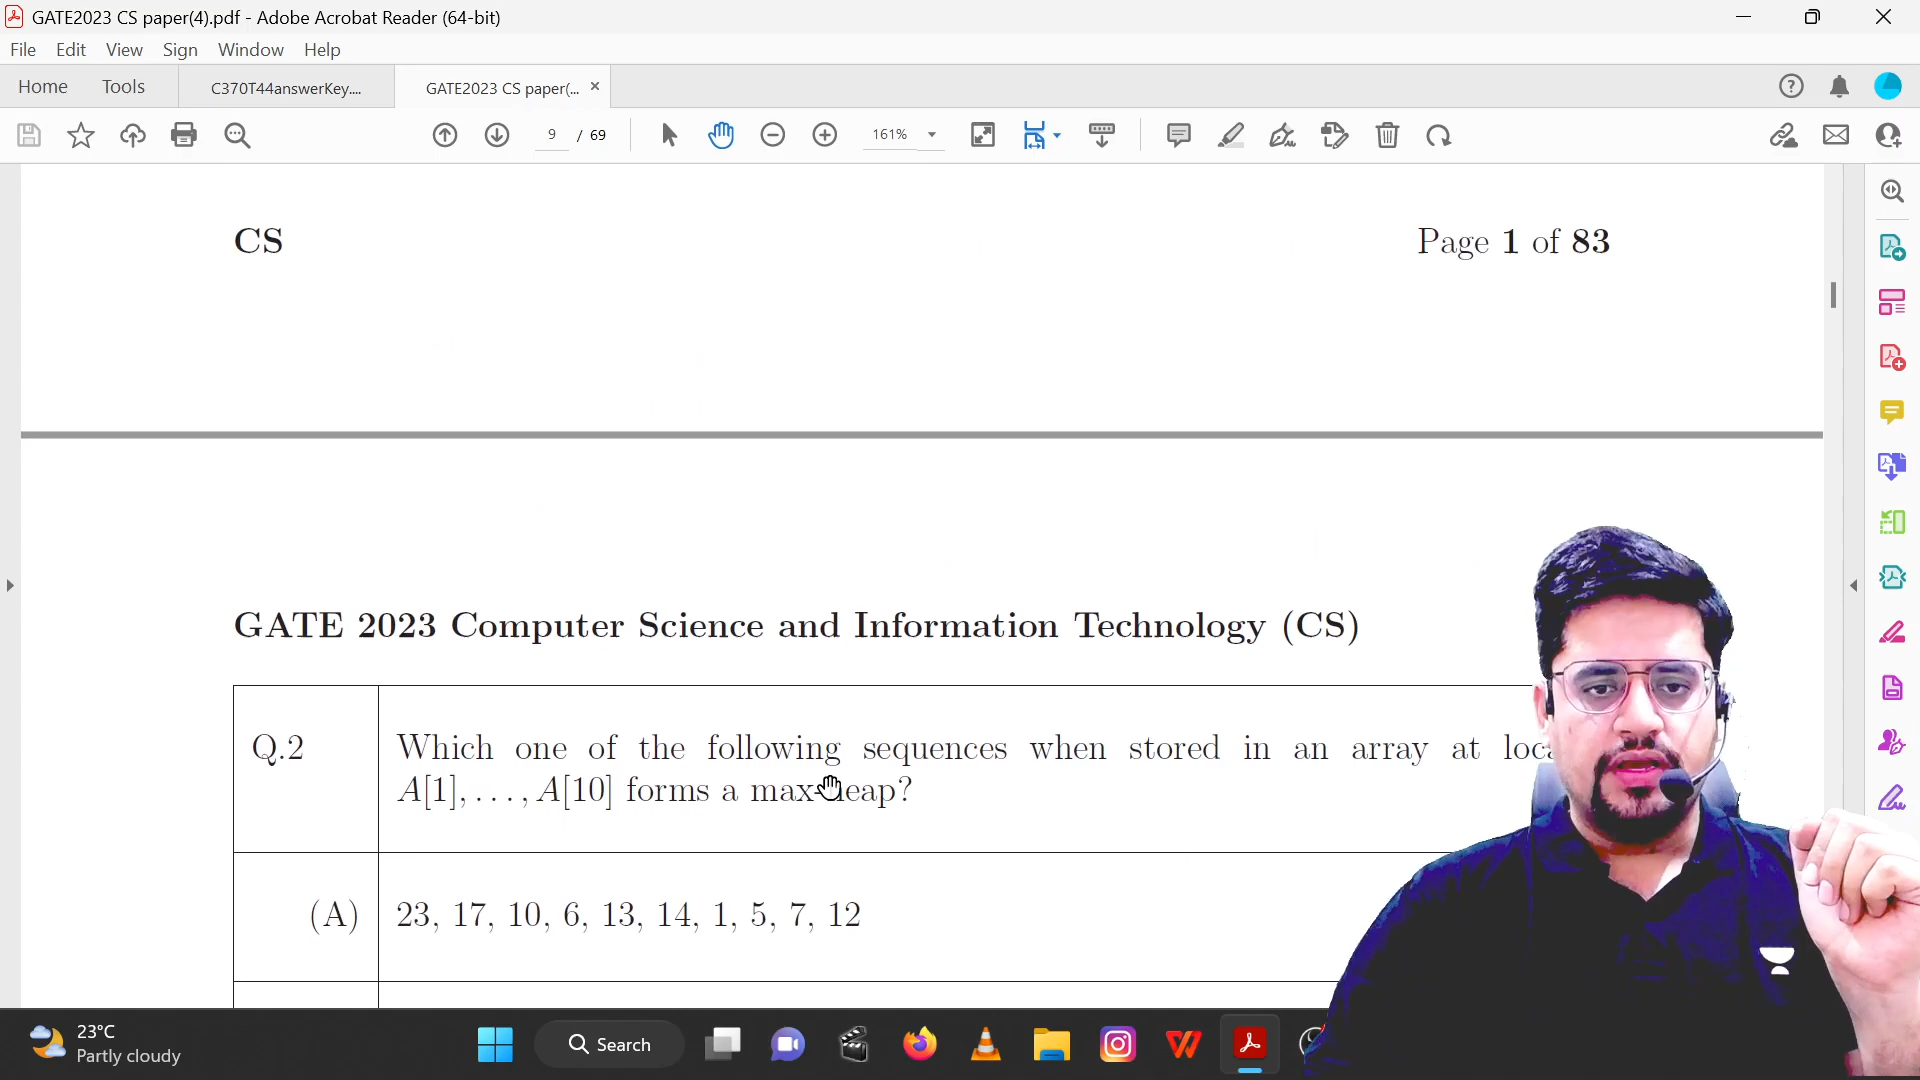 GATE2023 CS paper(4).pdf - Adobe Acrobat Reader (64-bit)
File Edit View Sign Window Help
Home Tools C370T44answerKey.... GATE2023 CS paper(...
9 / 69 161%
CS Page 1 of 83
GATE 2023 Computer Science and Information Technology (CS)
Q.2 Which one of the following sequences when stored in an array at
A[1], . . . , A[10] forms a max-heap?
(A) 23, 17, 10, 6, 13, 14, 1, 5, 7, 12
23°C
Partly cloudy
Search